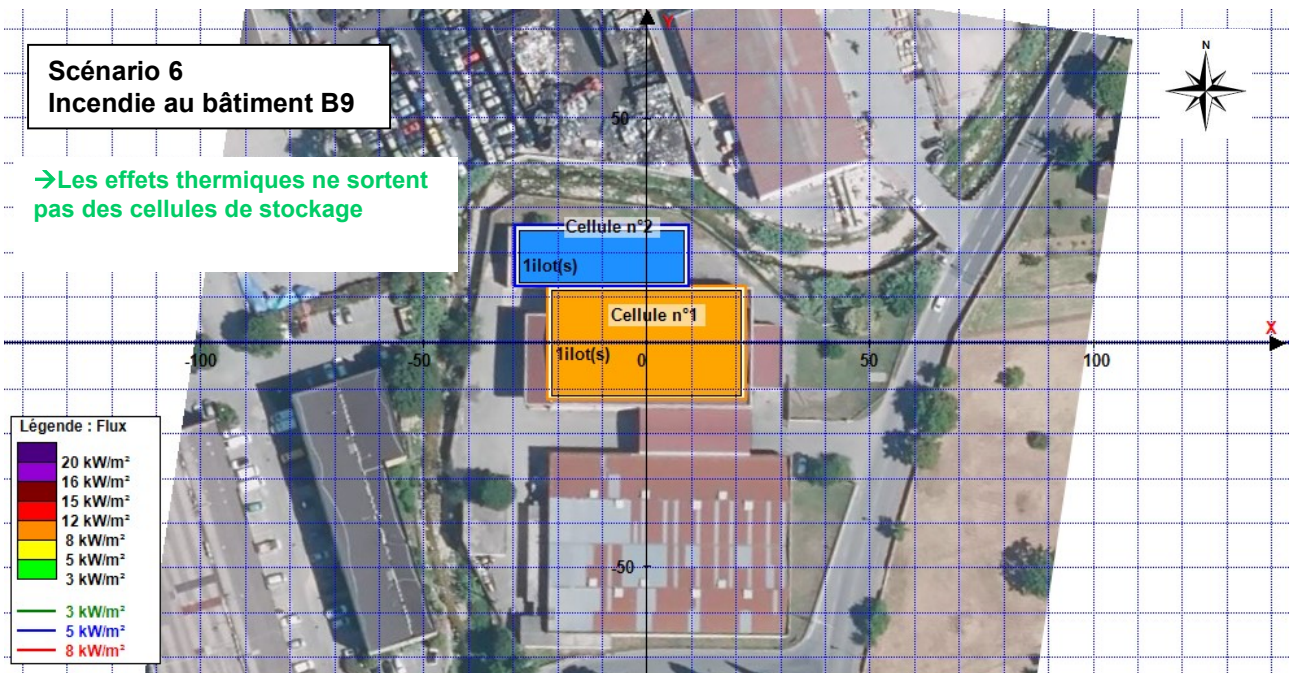 Scénario 6
Incendie au bâtiment B9
→Les effets thermiques ne sortent
pas des cellules de stockage
N
Y
50
Cellule n°2
1ilot(s)
Cellule n°1
X
-100
-50
1ilot(s)
0
50
100
-50
Légende : Flux
20 kW/m²
16 kW/m²
15 kW/m²
12 kW/m²
8 kW/m²
5 kW/m²
3 kW/m²
3 kW/m²
5 kW/m²
8 kW/m²